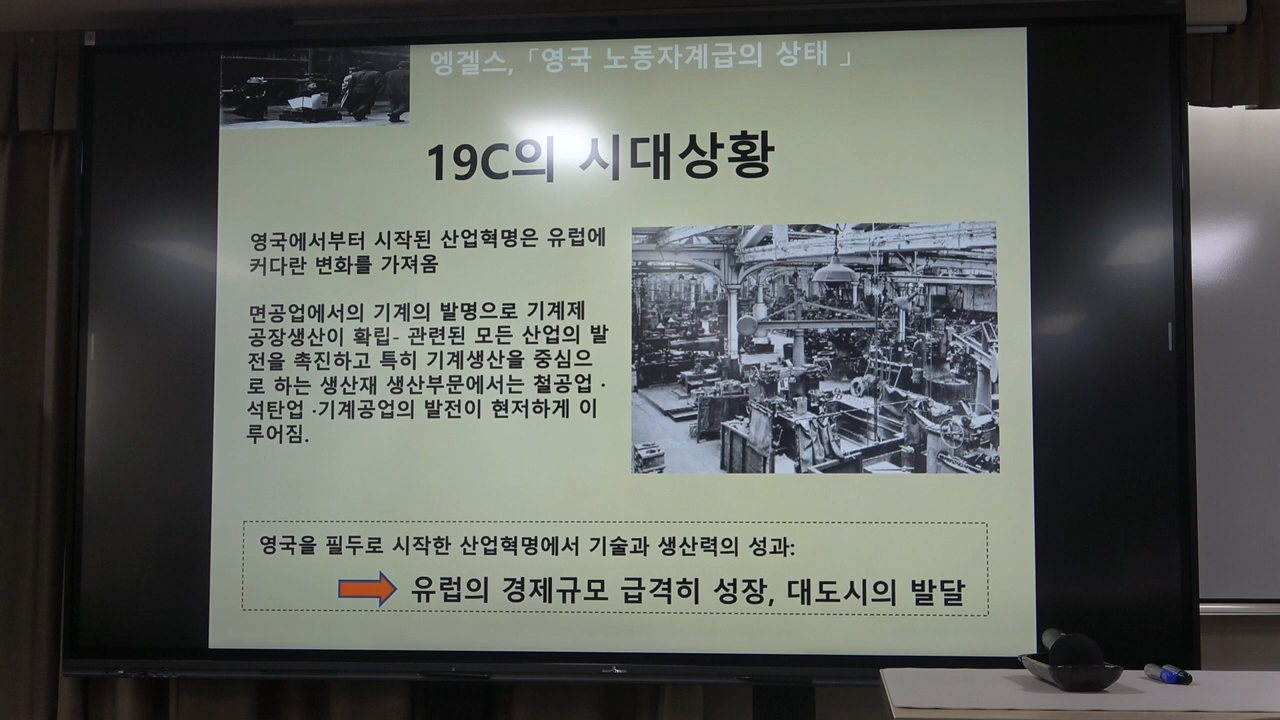 엥겔스, 「영국 노동자계급의 상태 」
19C의 시대상황
영국에서부터 시작된 산업혁명은 유럽에
커다란 변화를 가져옴
면공업에서의 기계의 발명으로 기계제
공장생산이 확립- 관련된 모든 산업의 발
전을 촉진하고 특히 기계생산을 중심으
로 하는 생산재 생산부문에서는 철공업 ·
석탄업 ·기계공업의 발전이 현저하게 이
루어짐.
영국을 필두로 시작한 산업혁명에서 기술과 생산력의 성과:
유럽의 경제규모 급격히 성장, 대도시의 발달